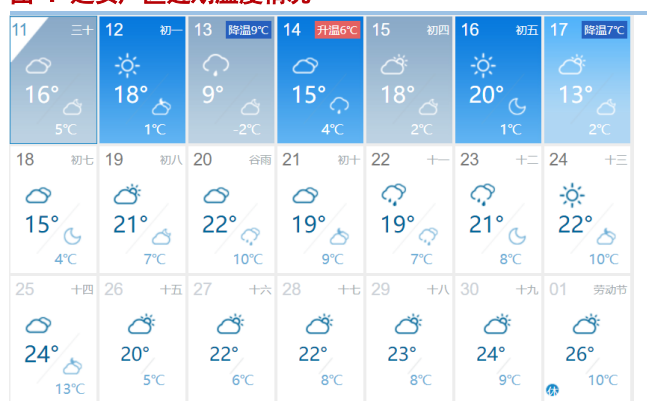 11 三十 12 初一 13 降温9℃ 14 升温6℃ 15 初四 16 初五 17 降温7℃
16° 18° 9° 15° 18° 20° 13°
5℃ 1℃ -2℃ 4℃ 2℃ 1℃ 2℃
18 初七 19 初八 20 谷雨 21 初十 22 十一 23 十二 24 十三
15° 21° 22° 19° 19° 21° 22°
4℃ 7℃ 10℃ 9℃ 7℃ 8℃ 10℃
25 十四 26 十五 27 十六 28 十七 29 十八 30 十九 01 劳动节
24° 20° 22° 22° 23° 24° 26°
13℃ 5℃ 6℃ 8℃ 8℃ 9℃ 休 10℃